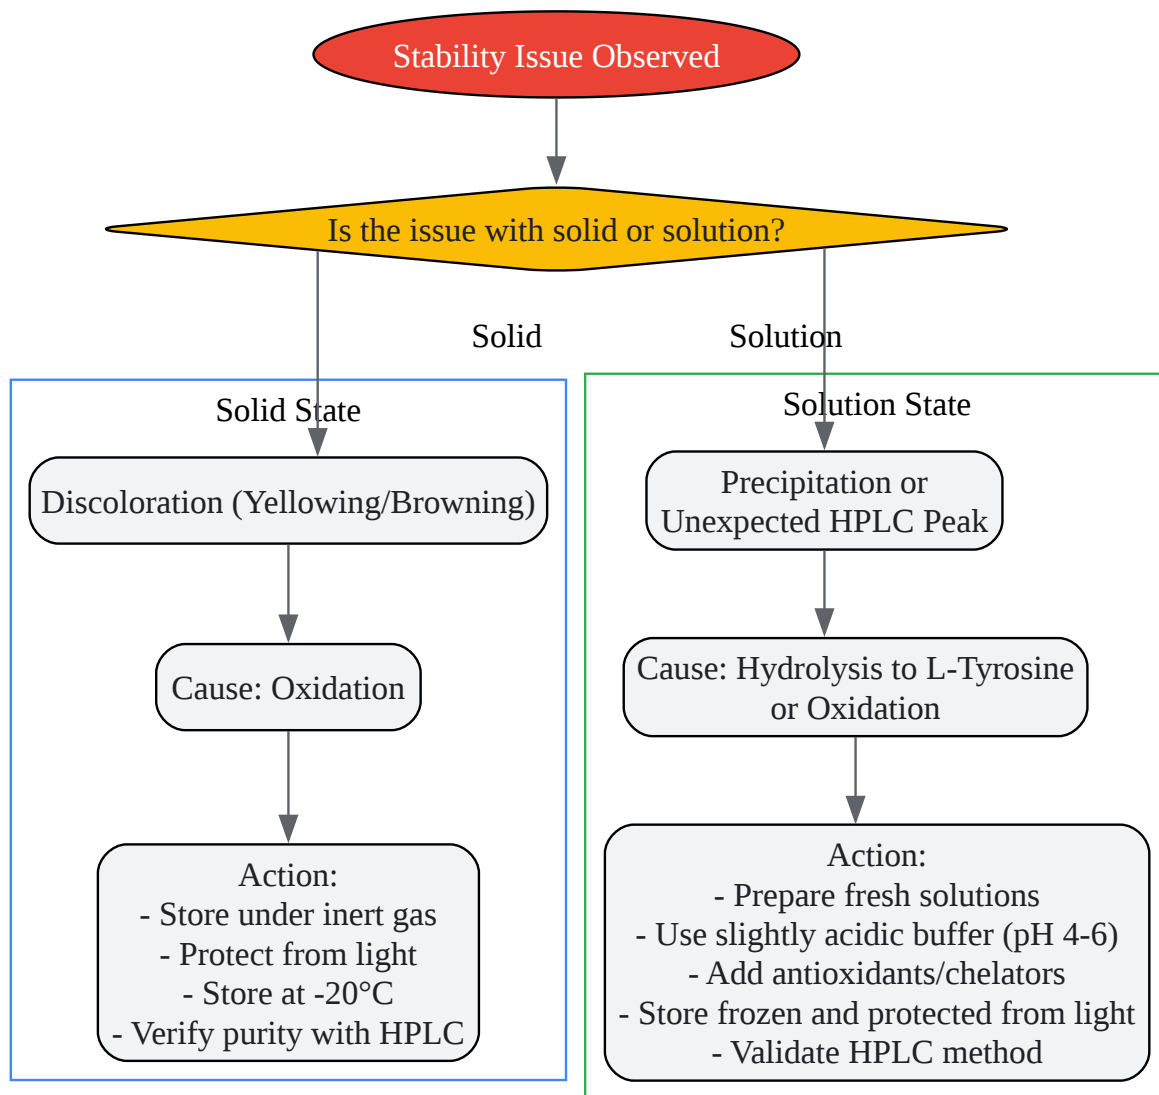 Stability Issue Observed
Is the issue with solid or solution?
Solid
Solution
Solid State
Discoloration (Yellowing/Browning)
Cause: Oxidation
Action:
- Store under inert gas
- Protect from light
- Store at -20°C
- Verify purity with HPLC
Solution State
Precipitation or
Unexpected HPLC Peak
Cause: Hydrolysis to L-Tyrosine
or Oxidation
Action:
- Prepare fresh solutions
- Use slightly acidic buffer (pH 4-6)
- Add antioxidants/chelators
- Store frozen and protected from light
- Validate HPLC method